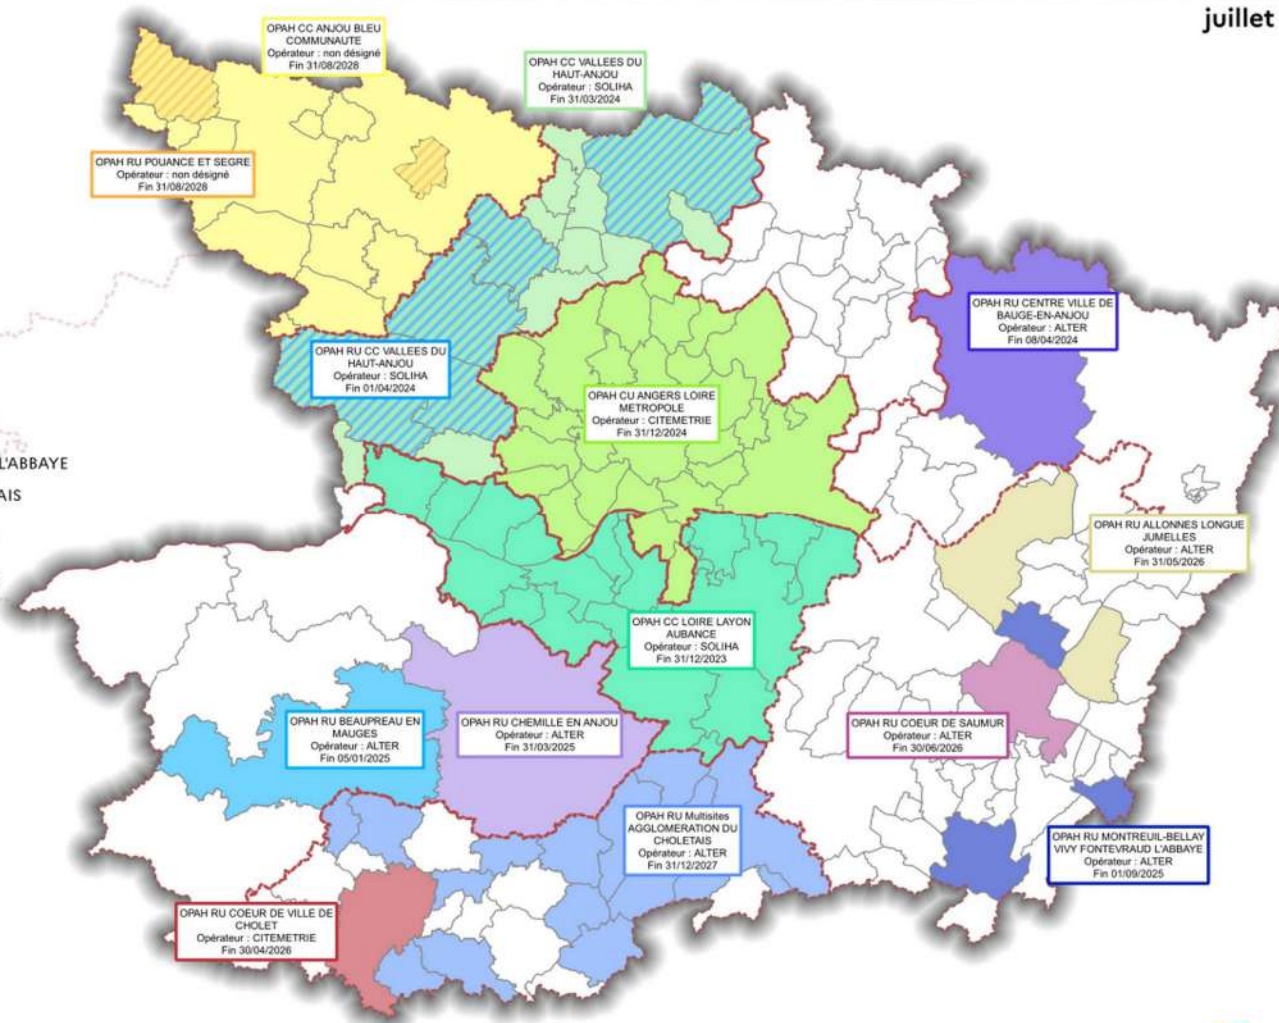 juillet
OPAH CC ANJOU BLEU
COMMUNAUTE
Opérateur : non désigné
Fin 31/08/2028
OPAH CC VALLEES DU
HAUT-ANJOU
Opérateur : SOLIHA
Fin 31/03/2024
OPAH RU POUANCE ET SEGRE
Opérateur : non désigné
Fin 31/08/2028
OPAH RU CENTRE VILLE DE
BAUGE-EN-ANJOU
Opérateur : ALTER
Fin 08/04/2024
OPAH RU CC VALLEES DU
HAUT-ANJOU
Opérateur : SOLIHA
Fin 01/04/2024
OPAH CU ANGERS LOIRE
METROPOLE
Opérateur : CITEMETRIE
Fin 31/12/2024
L'ABBAYE
AIS
OPAH RU ALLONNES LONGUE
JUMELLES
Opérateur : ALTER
Fin 31/05/2026
OPAH CC LOIRE LAYON
AUBANCE
Opérateur : SOLIHA
Fin 31/12/2023
OPAH RU BEAUPREAU EN
MAUGES
Opérateur : ALTER
Fin 05/01/2025
OPAH RU CHEMILLE EN ANJOU
Opérateur : ALTER
Fin 31/03/2025
OPAH RU COEUR DE SAUMUR
Opérateur : ALTER
Fin 30/06/2026
OPAH RU Multisites
AGGLOMERATION DU
CHOLETAIS
Opérateur : ALTER
Fin 31/12/2027
OPAH RU MONTREUIL-BELLAY
VIVY FONTEVRAUD L'ABBAYE
Opérateur : ALTER
Fin 01/09/2025
OPAH RU COEUR DE VILLE DE
CHOLET
Opérateur : CITEMETRIE
Fin 30/04/2026